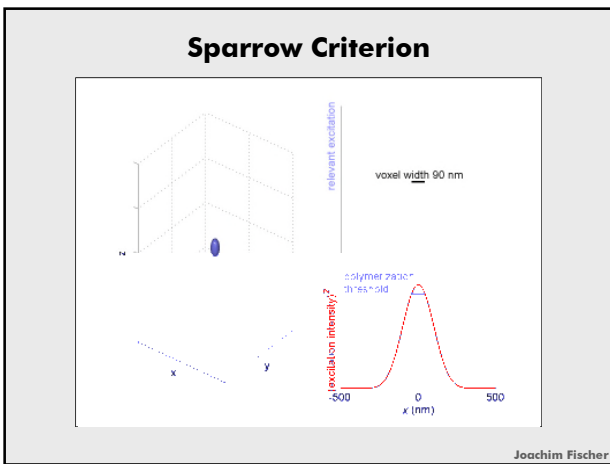 Sparrow Criterion
relevant excitation
voxel width 90 nm
z
x
y
polymerization
threshold
(excitation intensity)²
-500
0
500
x (nm)
Joachim Fischer